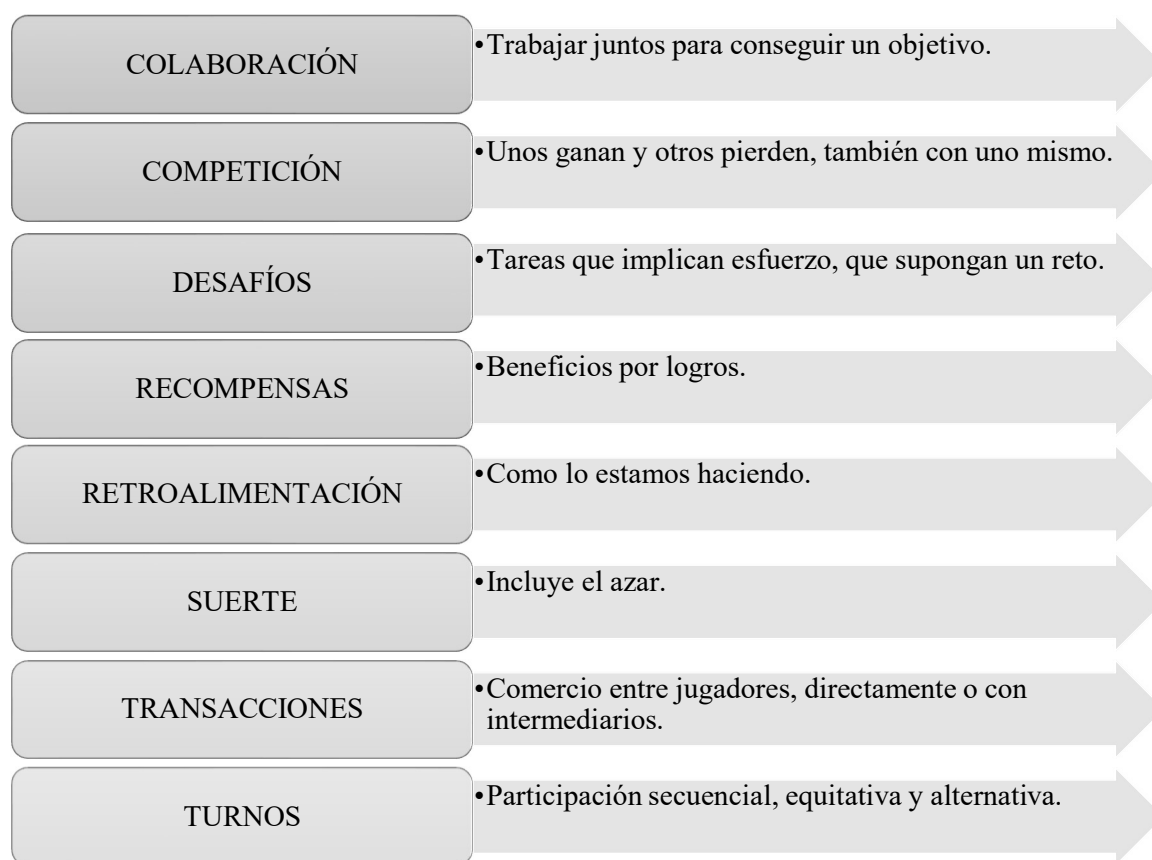 COLABORACIÓN
•Trabajar juntos para conseguir un objetivo.
COMPETICIÓN
•Unos ganan y otros pierden, también con uno mismo.
DESAFÍOS
•Tareas que implican esfuerzo, que supongan un reto.
RECOMPENSAS
•Beneficios por logros.
RETROALIMENTACIÓN
•Como lo estamos haciendo.
SUERTE
•Incluye el azar.
TRANSACCIONES
•Comercio entre jugadores, directamente o con
intermediarios.
TURNOS
•Participación secuencial, equitativa y alternativa.